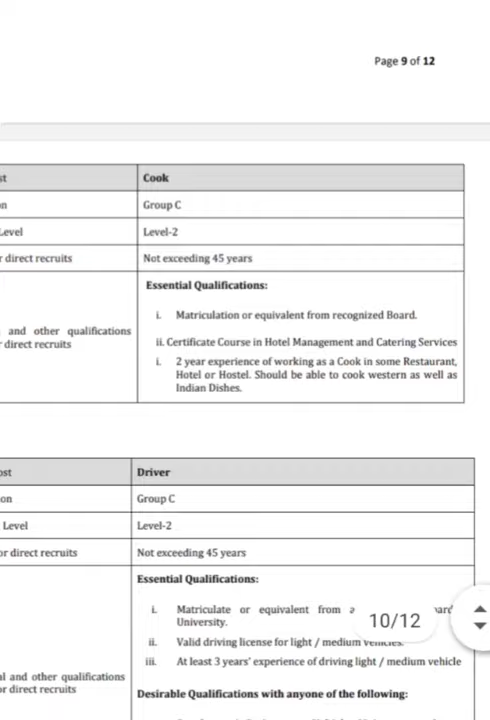 Page 9 of 12
st
Cook
n
Group C
Level
Level-2
r direct recruits
Not exceeding 45 years
Essential Qualifications:
i. Matriculation or equivalent from recognized Board.
and other qualifications
r direct recruits
ii. Certificate Course in Hotel Management and Catering Services
i. 2 year experience of working as a Cook in some Restaurant,
Hotel or Hostel. Should be able to cook western as well as
Indian Dishes.
ost
Driver
on
Group C
Level
Level-2
or direct recruits
Not exceeding 45 years
Essential Qualifications:
i. Matriculate or equivalent from
University.
10/12
ii. Valid driving license for light / medium vehicles.
iii. At least 3 years' experience of driving light / medium vehicle
al and other qualifications
or direct recruits
Desirable Qualifications with anyone of the following: